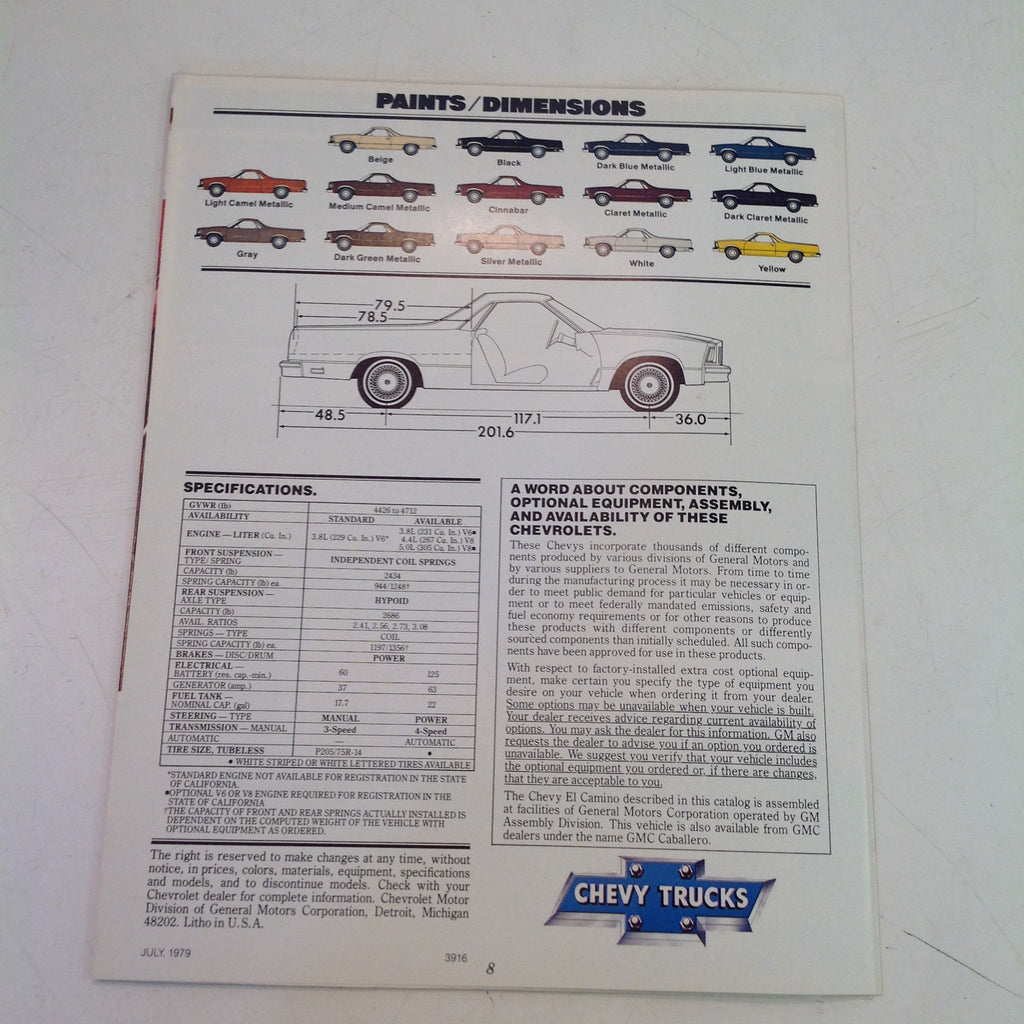 PAINTS/DIMENSIONS
Beige
Black
Dark Blue Metallic
Light Blue Metallic
Light Camel Metallic
Medium Camel Metallic
Cinnabar
Claret Metallic
Dark Claret Metallic
Gray
Dark Green Metallic
Silver Metallic
White
Yellow
79.5
78.5
48.5
117.1
36.0
201.6
SPECIFICATIONS.
GVWR (lb) 4426 to 4712
AVAILABILITY STANDARD AVAILABLE
ENGINE — LITER (Cu. In.) 3.8L (229 Cu. In.) V6* 3.8L (231 Cu. In.) V6■
4.4L (267 Cu. In.) V8
5.0L (305 Cu. In.) V8■
FRONT SUSPENSION —
TYPE/SPRING INDEPENDENT COIL SPRINGS
CAPACITY (lb) 2434
SPRING CAPACITY (lb) ea. 944/1248†
REAR SUSPENSION —
AXLE TYPE HYPOID
CAPACITY (lb) 2686
AVAIL. RATIOS 2.41, 2.56, 2.73, 3.08
SPRINGS — TYPE COIL
SPRING CAPACITY (lb) ea. 1197/1356†
BRAKES — DISC/DRUM POWER
ELECTRICAL —
BATTERY (res. cap.-min.) 60 125
GENERATOR (amp.) 37 63
FUEL TANK —
NOMINAL CAP. (gal) 17.7 22
STEERING — TYPE MANUAL POWER
TRANSMISSION — MANUAL 3-Speed 4-Speed
AUTOMATIC — AUTOMATIC
TIRE SIZE, TUBELESS P205/75R-14 •
• WHITE STRIPED OR WHITE LETTERED TIRES AVAILABLE
*STANDARD ENGINE NOT AVAILABLE FOR REGISTRATION IN THE STATE
OF CALIFORNIA.
■OPTIONAL V6 OR V8 ENGINE REQUIRED FOR REGISTRATION IN THE
STATE OF CALIFORNIA
†THE CAPACITY OF FRONT AND REAR SPRINGS ACTUALLY INSTALLED IS
DEPENDENT ON THE COMPUTED WEIGHT OF THE VEHICLE WITH
OPTIONAL EQUIPMENT AS ORDERED.
The right is reserved to make changes at any time, without
notice, in prices, colors, materials, equipment, specifications
and models, and to discontinue models. Check with your
Chevrolet dealer for complete information. Chevrolet Motor
Division of General Motors Corporation, Detroit, Michigan
48202. Litho in U.S.A.
A WORD ABOUT COMPONENTS,
OPTIONAL EQUIPMENT, ASSEMBLY,
AND AVAILABILITY OF THESE
CHEVROLETS.
These Chevys incorporate thousands of different compo-
nents produced by various divisions of General Motors and
by various suppliers to General Motors. From time to time
during the manufacturing process it may be necessary in or-
der to meet public demand for particular vehicles or equip-
ment or to meet federally mandated emissions, safety and
fuel economy requirements or for other reasons to produce
these products with different components or differently
sourced components than initially scheduled. All such compo-
nents have been approved for use in these products.
With respect to factory-installed extra cost optional equip-
ment, make certain you specify the type of equipment you
desire on your vehicle when ordering it from your dealer.
Some options may be unavailable when your vehicle is built.
Your dealer receives advice regarding current availability of
options. You may ask the dealer for this information. GM also
requests the dealer to advise you if an option you ordered is
unavailable. We suggest you verify that your vehicle includes
the optional equipment you ordered or, if there are changes,
that they are acceptable to you.
The Chevy El Camino described in this catalog is assembled
at facilities of General Motors Corporation operated by GM
Assembly Division. This vehicle is also available from GMC
dealers under the name GMC Caballero.
CHEVY TRUCKS
JULY, 1979
3916
8